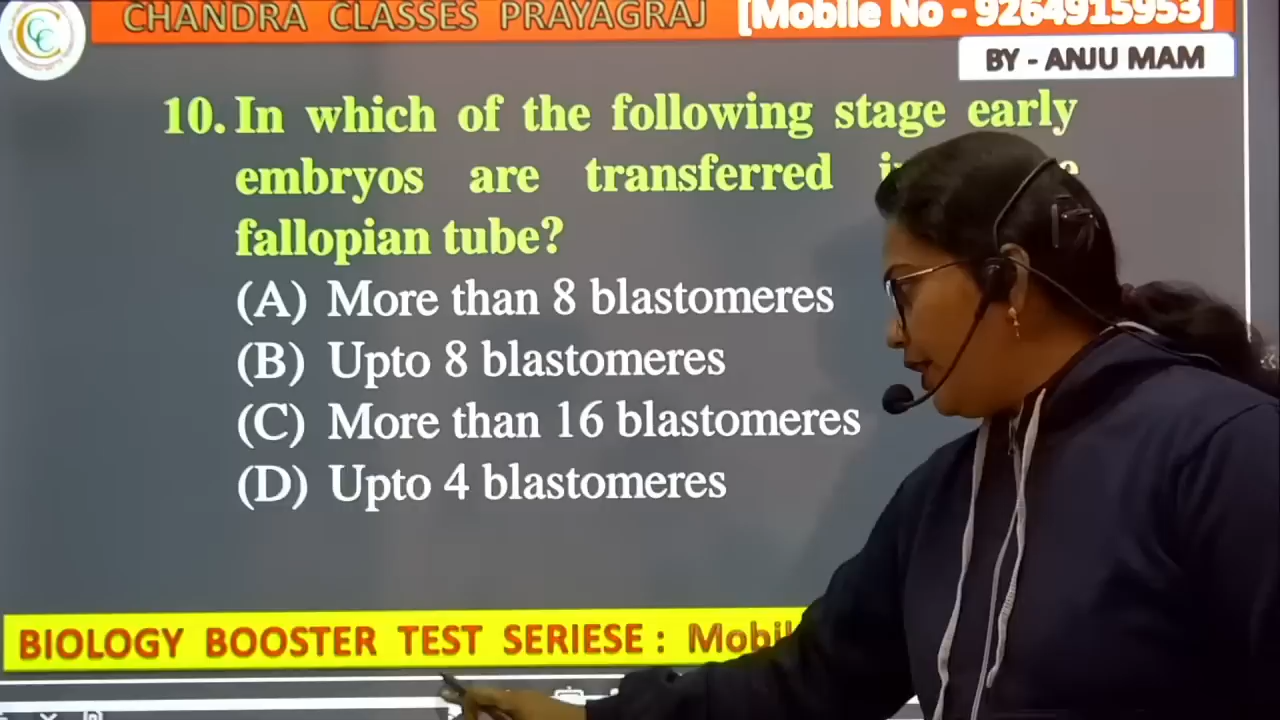 CHANDRA CLASSES PRAYAGRAJ [Mobile No - 9264915953]
BY - ANJU MAM
10. In which of the following stage early
embryos are transferred
fallopian tube?
(A) More than 8 blastomeres
(B) Upto 8 blastomeres
(C) More than 16 blastomeres
(D) Upto 4 blastomeres
BIOLOGY BOOSTER TEST SERIESE :